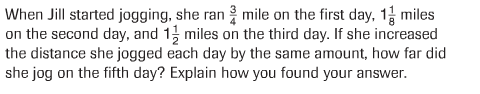 When Jill started jogging, she ran 3/4 mile on the first day, 1 1/8 miles
on the second day, and 1 1/2 miles on the third day. If she increased
the distance she jogged each day by the same amount, how far did
she jog on the fifth day? Explain how you found your answer.